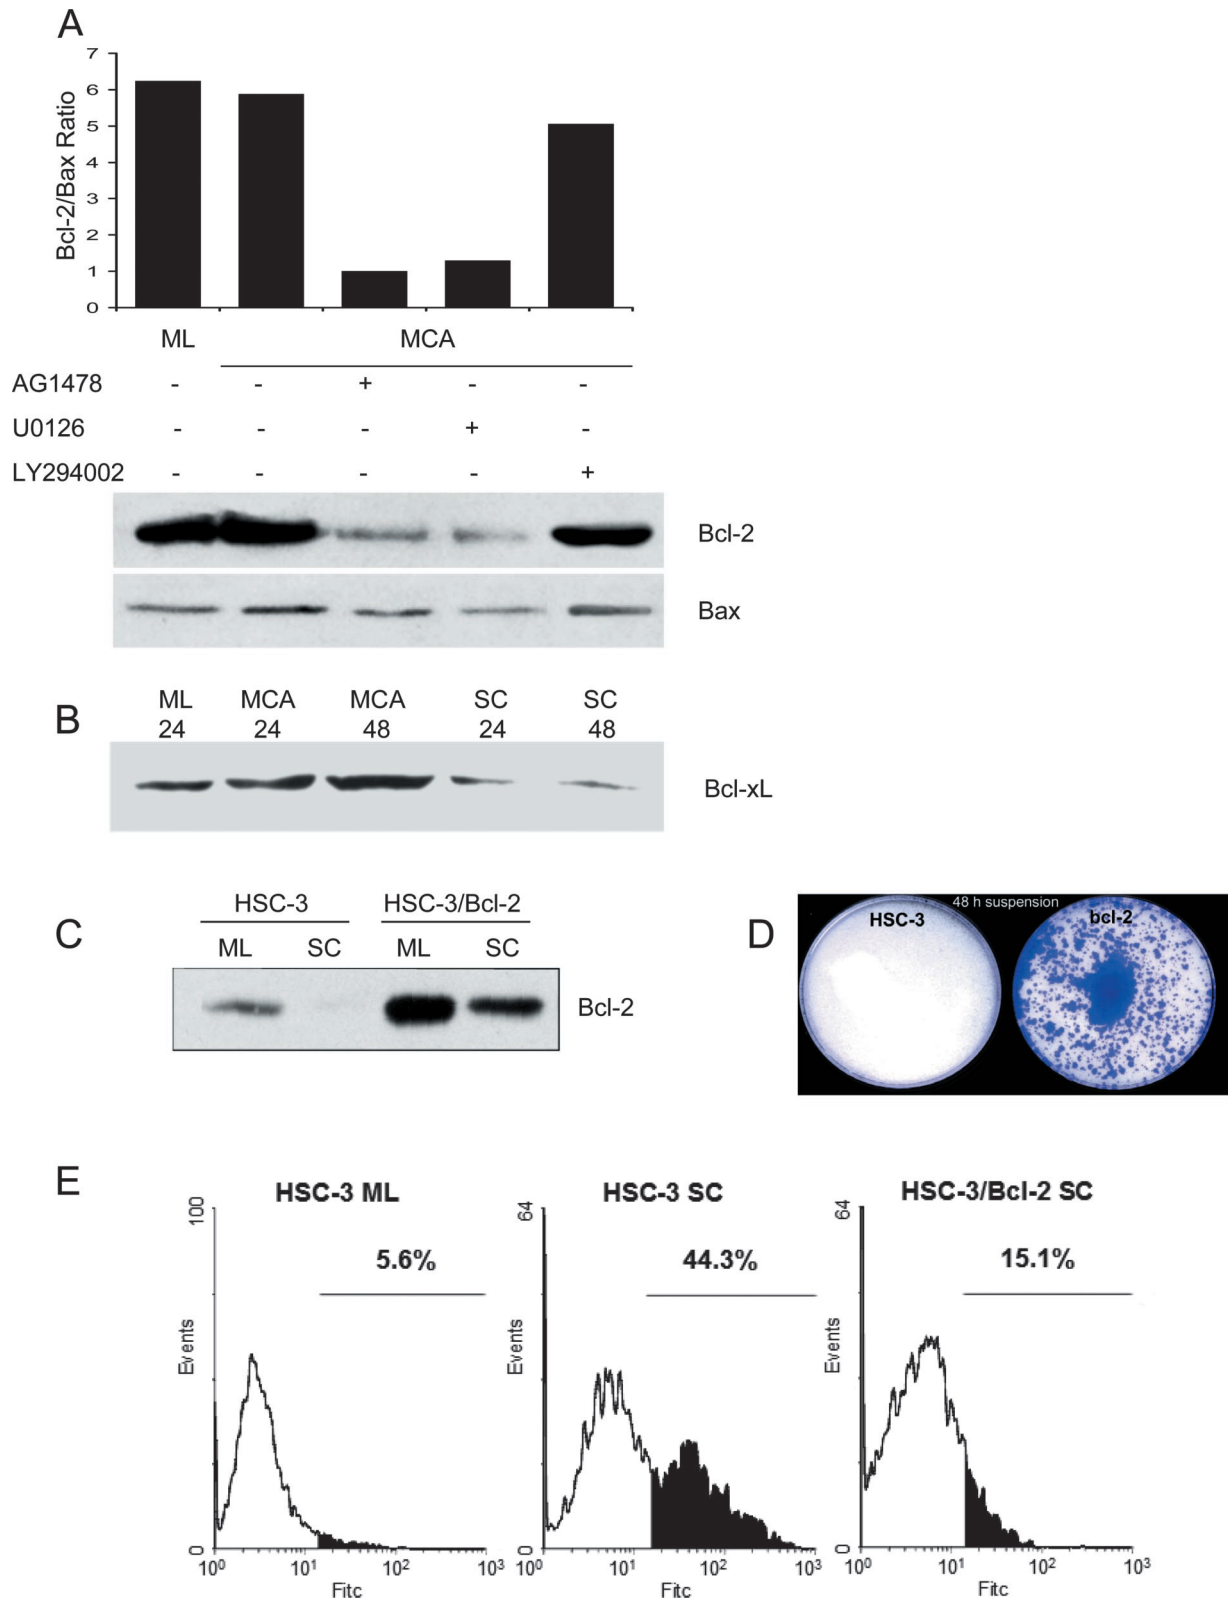 A
7
6
5
4
3
2
1
0
Bcl-2/Bax Ratio
ML MCA
AG1478 - - + - -
U0126 - - - + -
LY294002 - - - - +
Bcl-2
Bax
B
ML MCA MCA SC SC
24 24 48 24 48
Bcl-xL
C
HSC-3 HSC-3/Bcl-2
ML SC ML SC
Bcl-2
D
48 h suspension
HSC-3 bcl-2
E
HSC-3 ML
100
5.6%
Events
0
10⁰ 10¹ 10² 10³
Fitc
HSC-3 SC
64
44.3%
Events
0
10⁰ 10¹ 10² 10³
Fitc
HSC-3/Bcl-2 SC
64
15.1%
Events
0
10⁰ 10¹ 10² 10³
Fitc